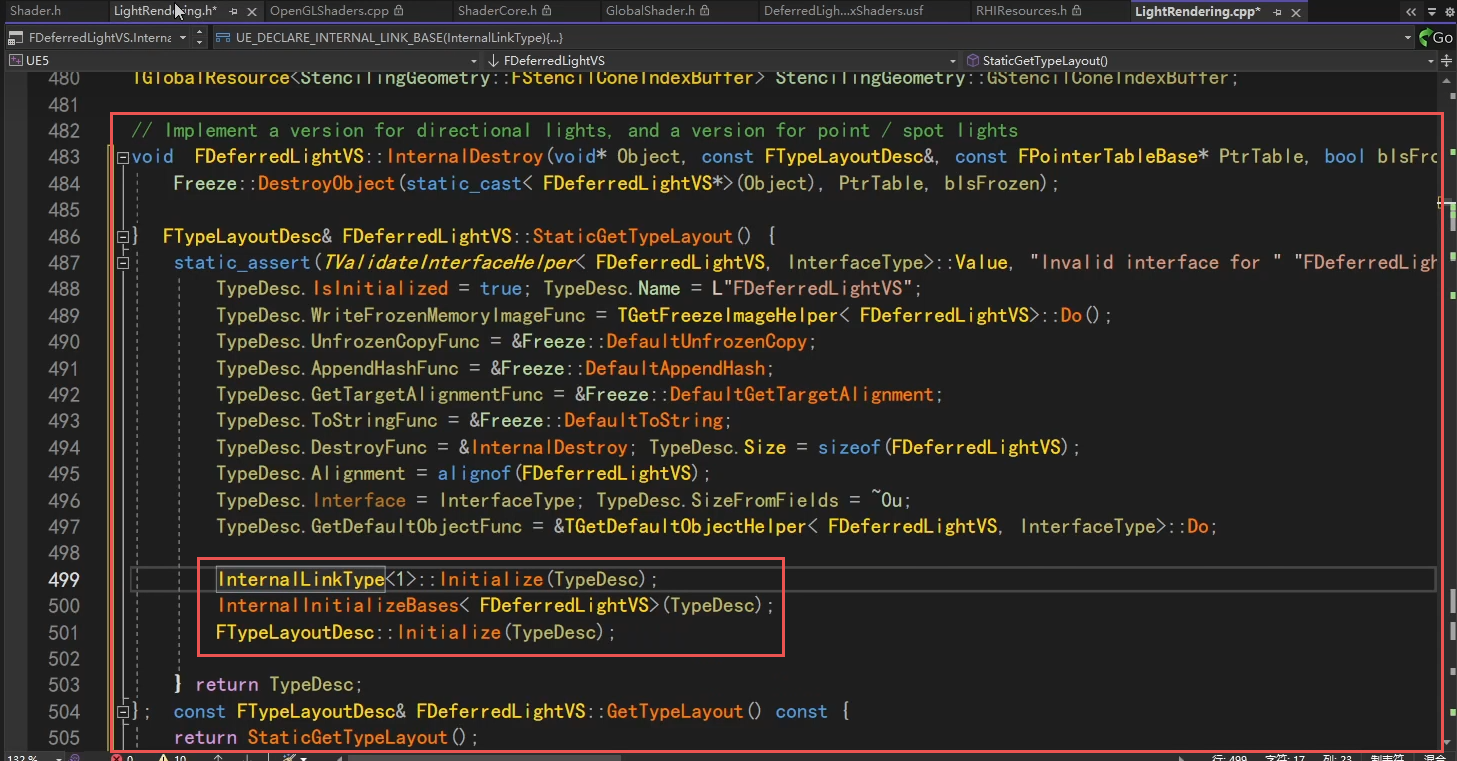 Shader.h LightRendering.h* OpenGLShaders.cpp ShaderCore.h GlobalShader.h DeferredLigh...xShaders.usf RHIResources.h LightRendering.cpp*
FDeferredLightVS.Interna UE_DECLARE_INTERNAL_LINK_BASE(InternalLinkType){...} Go
UE5 FDeferredLightVS StaticGetTypeLayout()
480 TGlobalResource<StencilingGeometry::FStencilConeIndexBuffer> StencilingGeometry::GStencilConeIndexBuffer;
481
482 // Implement a version for directional lights, and a version for point / spot lights
483 void FDeferredLightVS::InternalDestroy(void* Object, const FTypeLayoutDesc&, const FPointerTableBase* PtrTable, bool bIsFro
484 Freeze::DestroyObject(static_cast< FDeferredLightVS*>(Object), PtrTable, bIsFrozen);
485
486 } FTypeLayoutDesc& FDeferredLightVS::StaticGetTypeLayout() {
487 static_assert(TValidateInterfaceHelper< FDeferredLightVS, InterfaceType>::Value, "Invalid interface for " "FDeferredLigh
488 TypeDesc.IsInitialized = true; TypeDesc.Name = L"FDeferredLightVS";
489 TypeDesc.WriteFrozenMemoryImageFunc = TGetFreezeImageHelper< FDeferredLightVS>::Do();
490 TypeDesc.UnfrozenCopyFunc = &Freeze::DefaultUnfrozenCopy;
491 TypeDesc.AppendHashFunc = &Freeze::DefaultAppendHash;
492 TypeDesc.GetTargetAlignmentFunc = &Freeze::DefaultGetTargetAlignment;
493 TypeDesc.ToStringFunc = &Freeze::DefaultToString;
494 TypeDesc.DestroyFunc = &InternalDestroy; TypeDesc.Size = sizeof(FDeferredLightVS);
495 TypeDesc.Alignment = alignof(FDeferredLightVS);
496 TypeDesc.Interface = InterfaceType; TypeDesc.SizeFromFields = ~0u;
497 TypeDesc.GetDefaultObjectFunc = &TGetDefaultObjectHelper< FDeferredLightVS, InterfaceType>::Do;
498
499 InternalLinkType<1>::Initialize(TypeDesc);
500 InternalInitializeBases< FDeferredLightVS>(TypeDesc);
501 FTypeLayoutDesc::Initialize(TypeDesc);
502
503 } return TypeDesc;
504 }; const FTypeLayoutDesc& FDeferredLightVS::GetTypeLayout() const {
505 return StaticGetTypeLayout();
132 % 0 10 行: 499 字符: 17 列: 23 制表符 混合